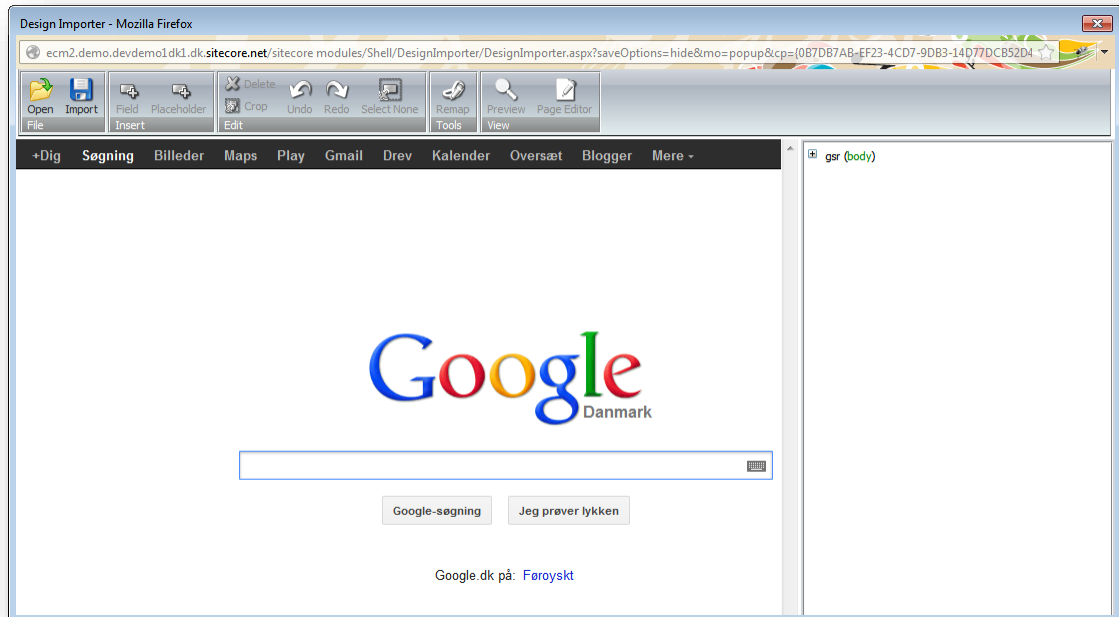 Design Importer - Mozilla Firefox
ecm2.demo.devdemo1dk1.dk.sitecore.net/sitecore modules/Shell/DesignImporter/DesignImporter.aspx?saveOptions=hide&mo=popup&cp={0B7DB7AB-EF23-4CD7-9DB3-14D77DCB52D4
Open Import Field Placeholder Delete Crop Undo Redo Select None Remap Preview Page Editor
File Insert Edit Tools View
+Dig Søgning Billeder Maps Play Gmail Drev Kalender Oversæt Blogger Mere
gsr (body)
Google
Danmark
Google-søgning Jeg prøver lykken
Google.dk på: Føroyskt